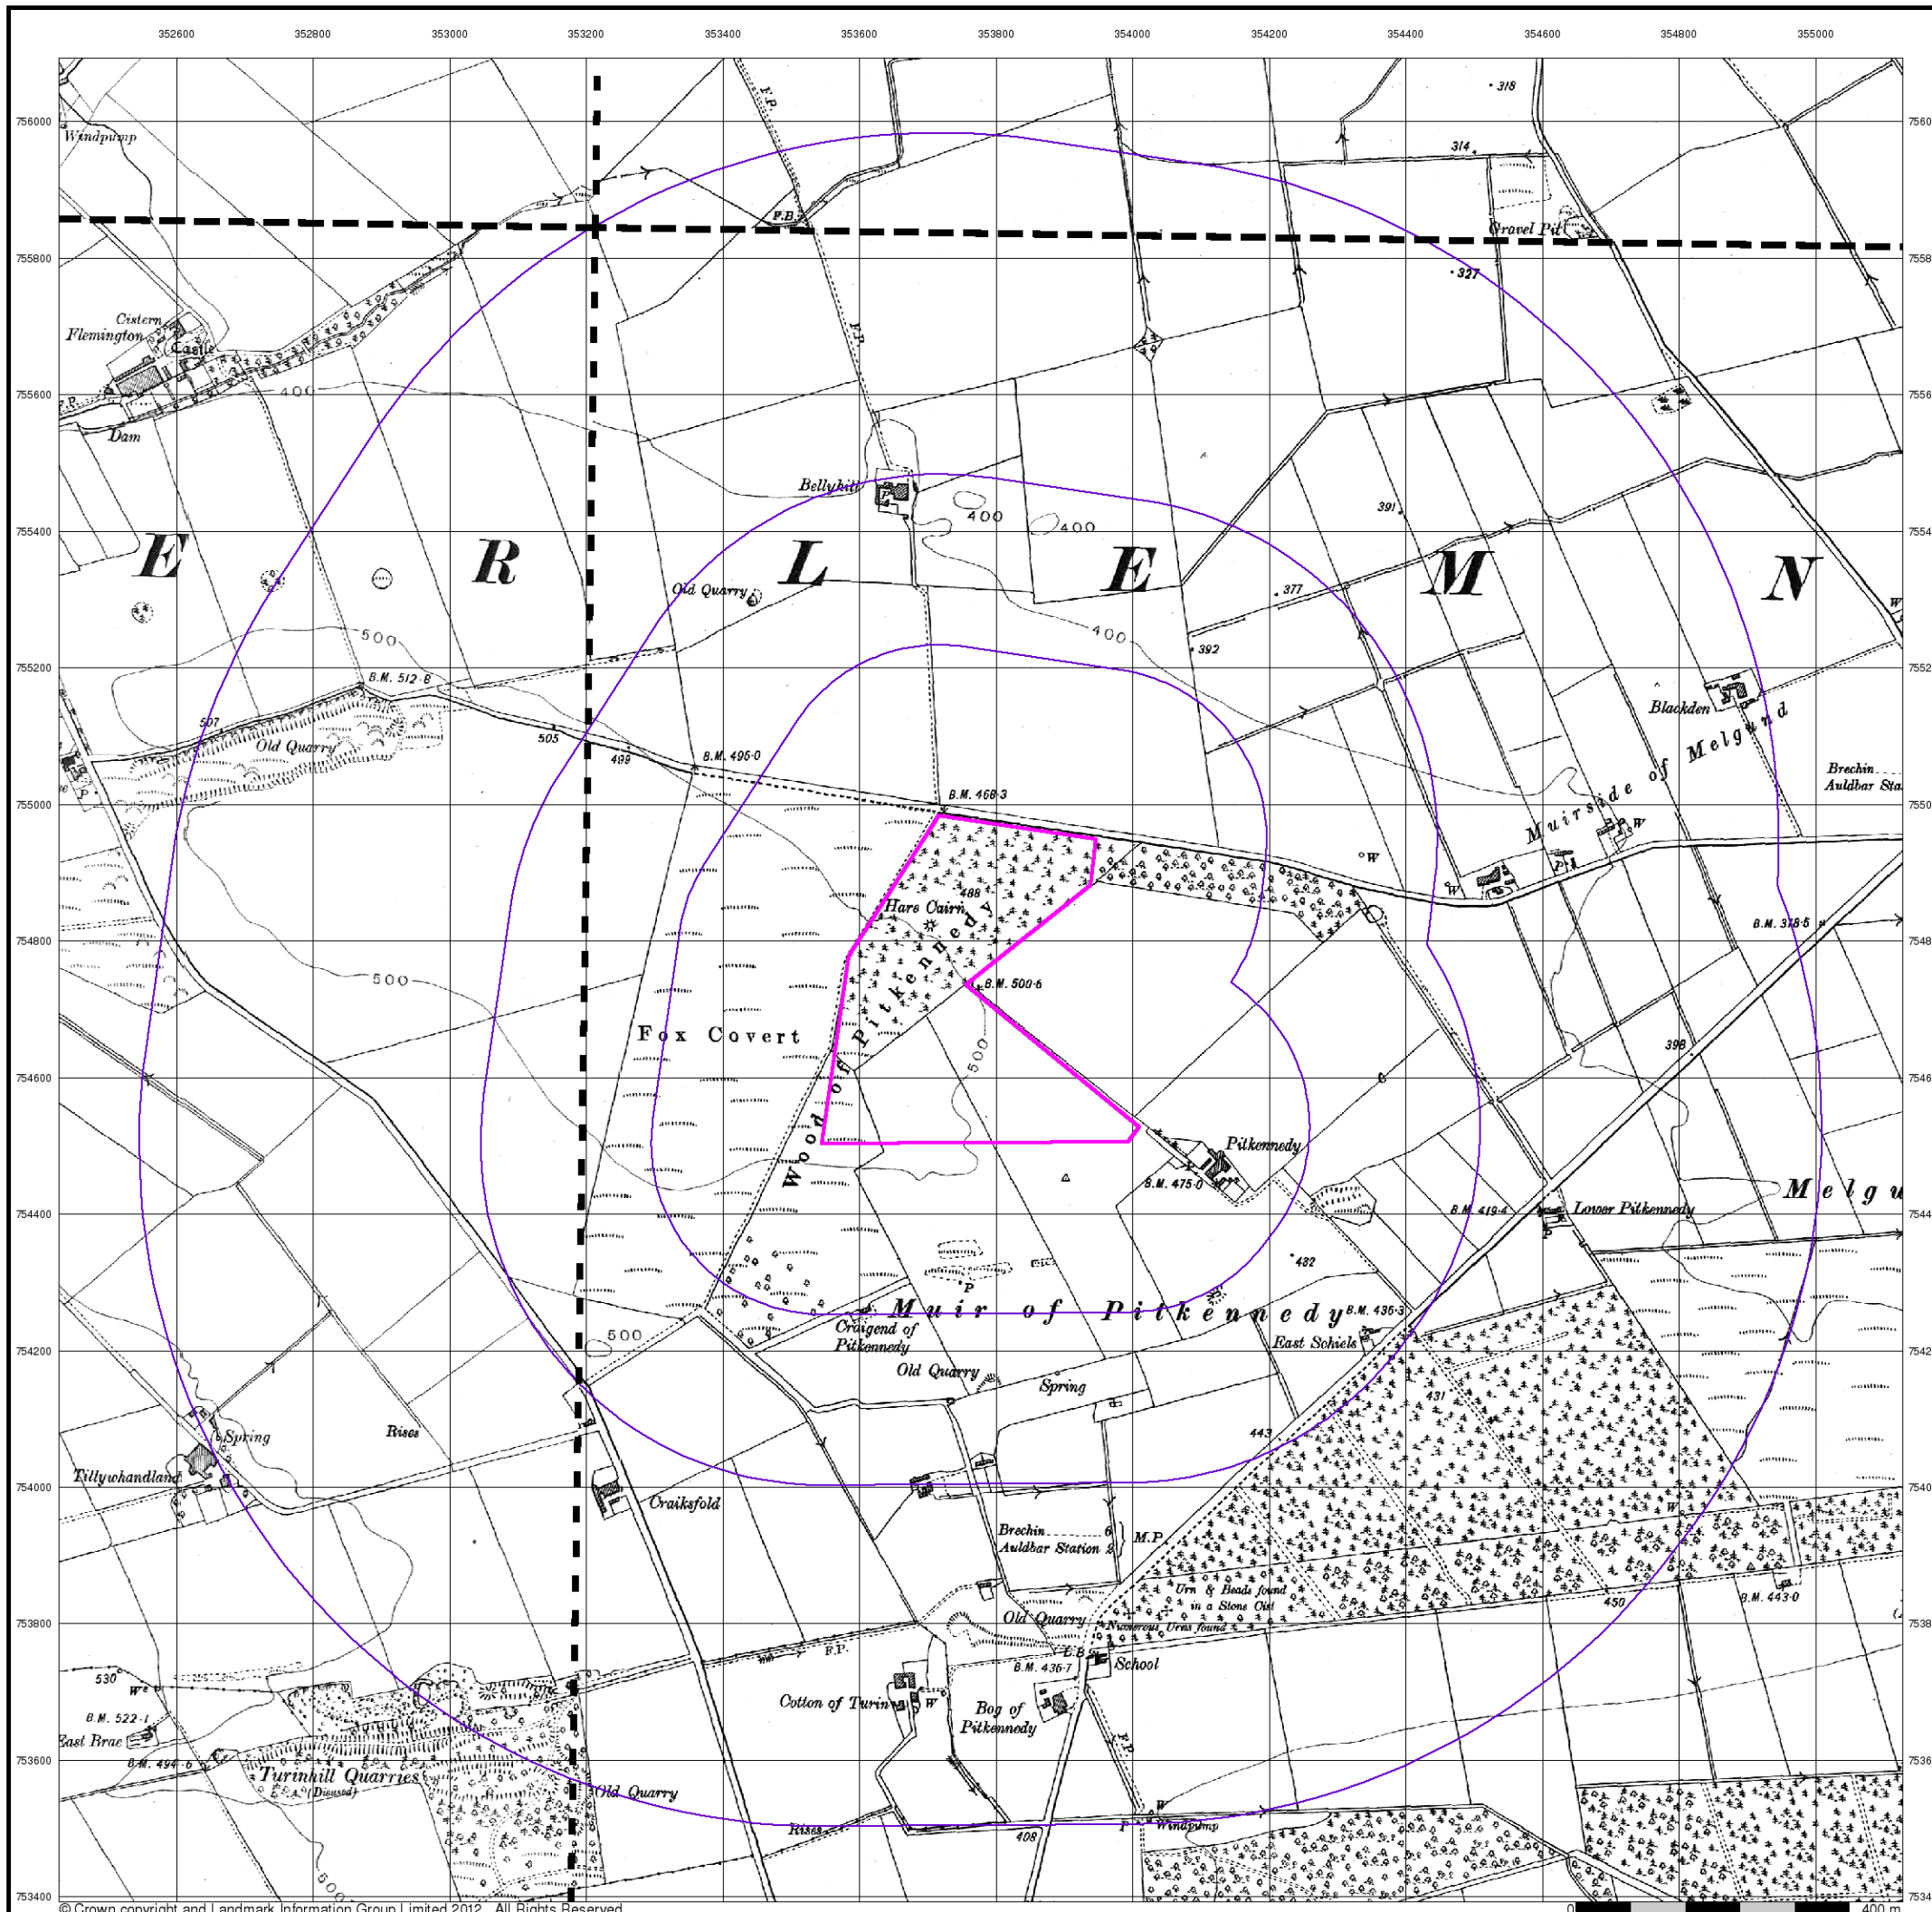 352600 352800 353000 353200 353400 353600 353800 354000 354200 354400 354600 354800 355000
F.P.
318
756000
Windpump
314
F.B.
Gravel Pit
755800
327
Cistern
Flemington
Castle
F.P.
755600
400
F.P.
Dam
Bellyhill
P
400
400
391
755400
E R L E M N
Old Quarry
377
500
400
392
755200
B.M. 512·8
507
Blackden
505
Old Quarry
499
B.M. 495·0
Muirside of Melgund
Brechin
Auldbar Sta
P
755000
B.M. 468·3
W
W
P
W
488
Hare Cairn
B.M. 378·5
754800
500
B.M. 500·6
Fox Covert
Wood of Pitkennedy
500
398
754600
Pitkennedy
B.M. 475·0
Melgu
754400
B.M. 419·4
Lower Pitkennedy
P
482
P
Muir of Pitkennedy
B.M. 436·3
500
Craigend of
Pitkennedy
East Schiels
754200
Old Quarry
Spring
431
Rises
443
Spring
Tillywhandland
754000
Craiksfold
W
Brechin 6
Auldbar Station 2
M.P.
Urn & Beads found
in a Stone Cist
450
B.M. 443·0
753800
Old Quarry
Numerous Urns found
F.P.
L.B.
School
B.M. 436·7
530
W
Cotton of Turin
W
Bog of
Pitkennedy
B.M. 522·1
East Brae
F.P.
753600
B.M. 494·6
Turinhill Quarries
(Disused)
Old Quarry
W
Rises
408
P
Windpump
500
753400
© Crown copyright and Landmark Information Group Limited 2012. All Rights Reserved.
0 400 m